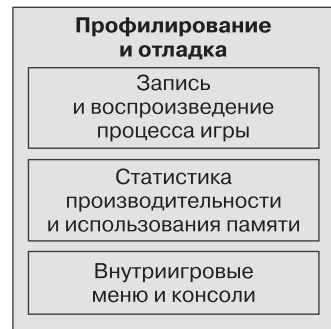 Профилирование
и отладка
Запись
и воспроизведение
процесса игры
Статистика
производительности
и использования памяти
Внутриигровые
меню и консоли